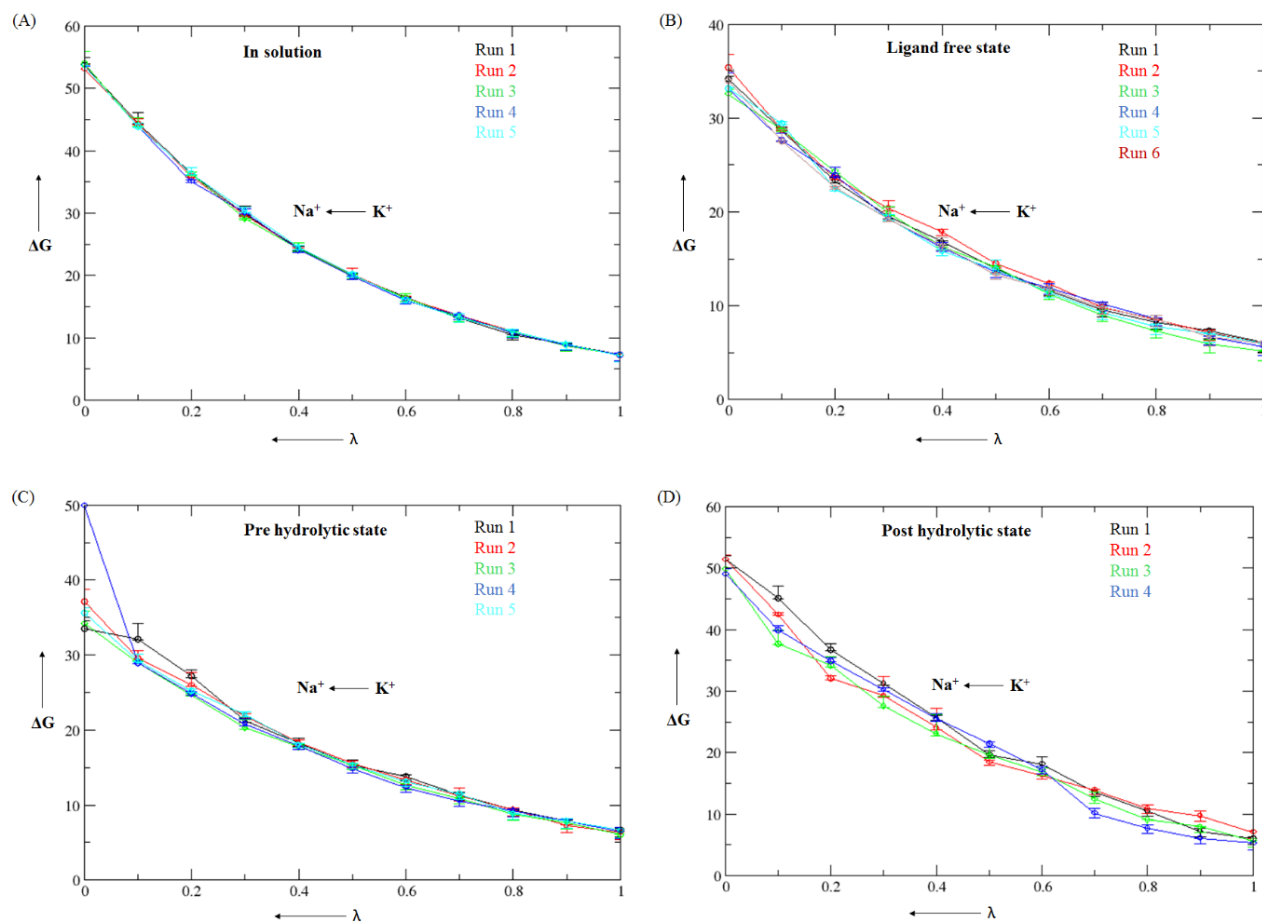 (A)
In solution
Run 1
Run 2
Run 3
Run 4
Run 5
60
50
40
30
20
10
0
ΔG
Na⁺ ← K⁺
0 0.2 0.4 0.6 0.8 1
← λ
(B)
Ligand free state
Run 1
Run 2
Run 3
Run 4
Run 5
Run 6
40
30
20
10
0
ΔG
Na⁺ ← K⁺
0 0.2 0.4 0.6 0.8 1
← λ
(C)
Pre hydrolytic state
Run 1
Run 2
Run 3
Run 4
Run 5
50
40
30
20
10
0
ΔG
Na⁺ ← K⁺
0 0.2 0.4 0.6 0.8 1
← λ
(D)
Post hydrolytic state
Run 1
Run 2
Run 3
Run 4
60
50
40
30
20
10
0
ΔG
Na⁺ ← K⁺
0 0.2 0.4 0.6 0.8 1
← λ